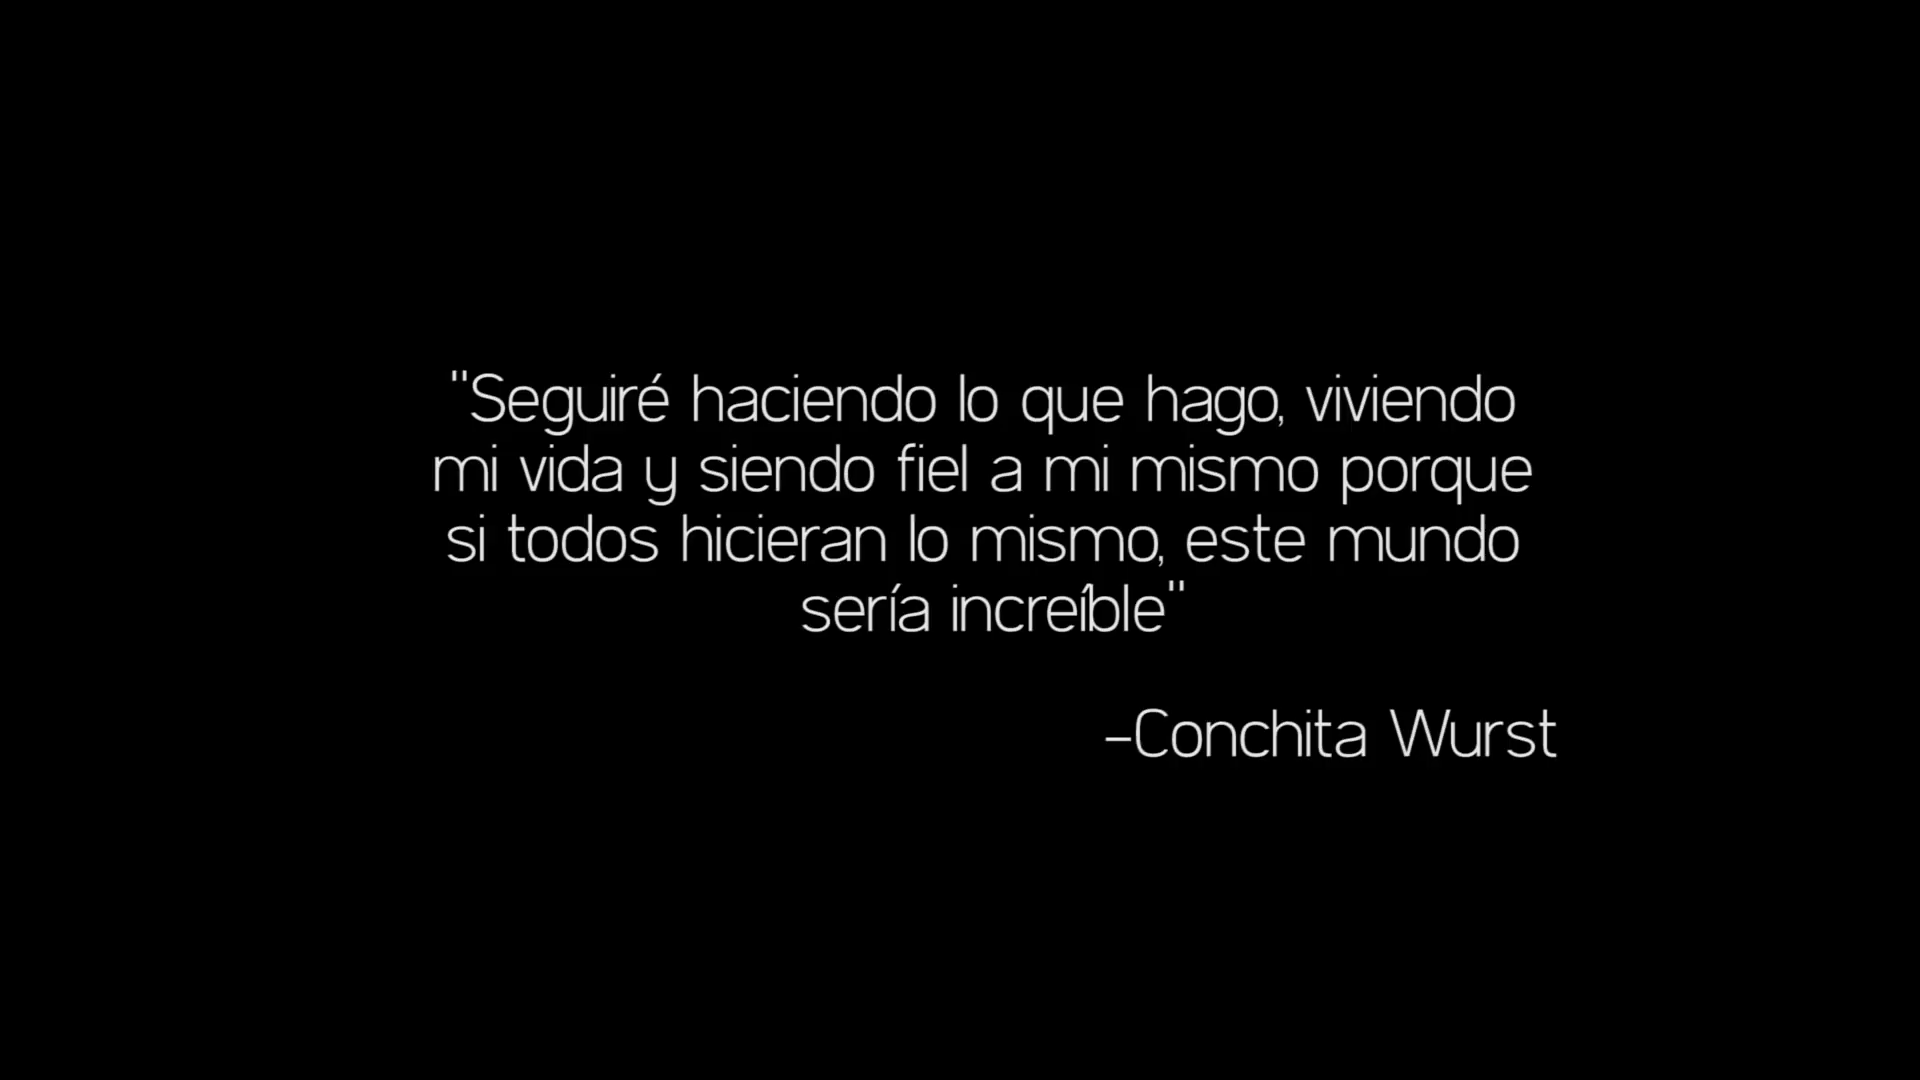 "Seguiré haciendo lo que hago, viviendo
mi vida y siendo fiel a mi mismo porque
si todos hicieran lo mismo, este mundo
sería increíble"
-Conchita Wurst